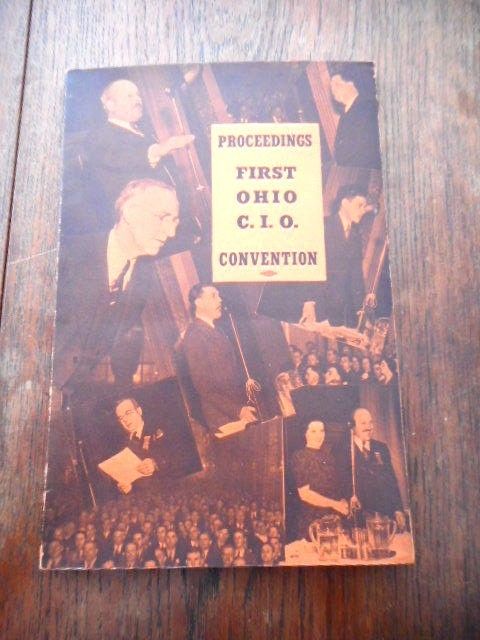 PROCEEDINGS
FIRST
OHIO
C. I. O.
CONVENTION